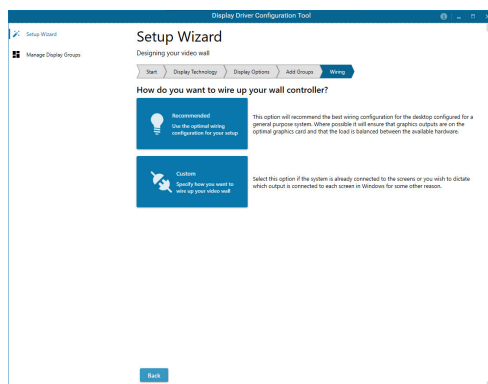 Display Driver Configuration Tool
Setup Wizard
Manage Display Groups
Setup Wizard
Designing your video wall
Start
Display Technology
Display Options
Add Groups
Wiring
How do you want to wire up your wall controller?
Recommended
Use the optimal wiring
configuration for your setup
This option will recommend the best wiring configuration for the desktop configured for a
general purpose system. Where possible it will ensure that graphics outputs are on the
optimal graphics card and that the load is balanced between the available hardware.
Custom
Specify how you want to
wire up your video wall
Select this option if the system is already connected to the screens or you wish to dictate
which output is connected to each screen in Windows for some other reason.
Back